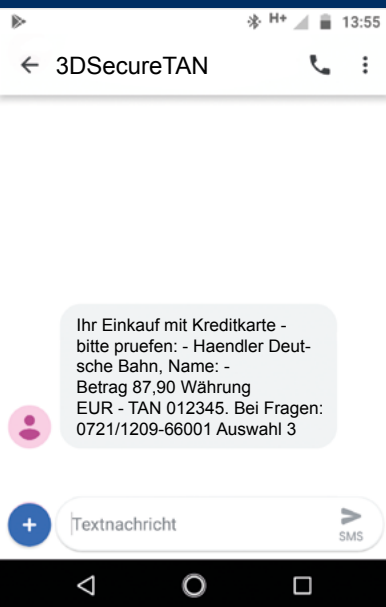 H+ 13:55
3DSecureTAN
Ihr Einkauf mit Kreditkarte -
bitte pruefen: - Haendler Deut-
sche Bahn, Name: -
Betrag 87,90 Währung
EUR - TAN 012345. Bei Fragen:
0721/1209-66001 Auswahl 3
Textnachricht
SMS